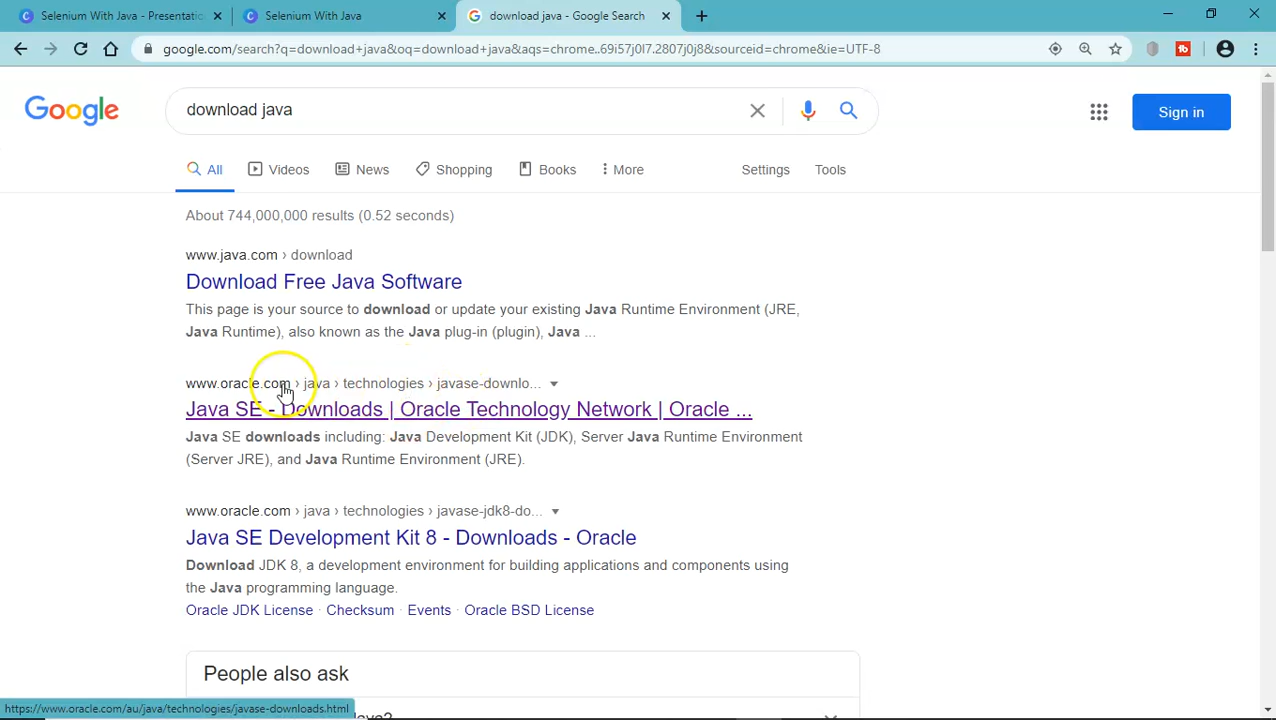 Selenium With Java - Presentati
Selenium With Java
download java - Google Search
google.com/search?q=download+java&oq=download+java&aqs=chrome..69i57j0l7.2807j0j8&sourceid=chrome&ie=UTF-8
Google
download java
Sign in
All
Videos
News
Shopping
Books
More
Settings
Tools
About 744,000,000 results (0.52 seconds)
www.java.com › download
Download Free Java Software
This page is your source to download or update your existing Java Runtime Environment (JRE,
Java Runtime), also known as the Java plug-in (plugin), Java ...
www.oracle.com › java › technologies › javase-downlo...
Java SE - Downloads | Oracle Technology Network | Oracle ...
Java SE downloads including: Java Development Kit (JDK), Server Java Runtime Environment
(Server JRE), and Java Runtime Environment (JRE).
www.oracle.com › java › technologies › javase-jdk8-do...
Java SE Development Kit 8 - Downloads - Oracle
Download JDK 8, a development environment for building applications and components using
the Java programming language.
Oracle JDK License · Checksum · Events · Oracle BSD License
People also ask
https://www.oracle.com/au/java/technologies/javase-downloads.html